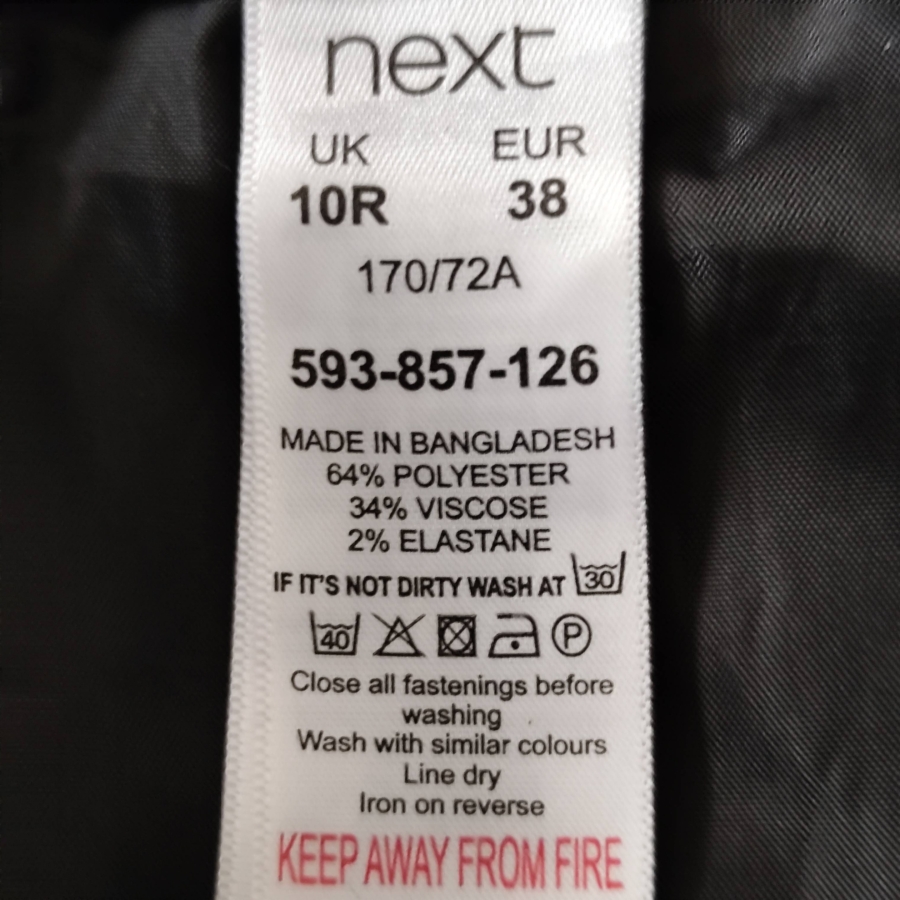 next
UK EUR
10R 38
170/72A
593-857-126
MADE IN BANGLADESH
64% POLYESTER
34% VISCOSE
2% ELASTANE
IF IT'S NOT DIRTY WASH AT 30
40 P
Close all fastenings before
washing
Wash with similar colours
Line dry
Iron on reverse
KEEP AWAY FROM FIRE